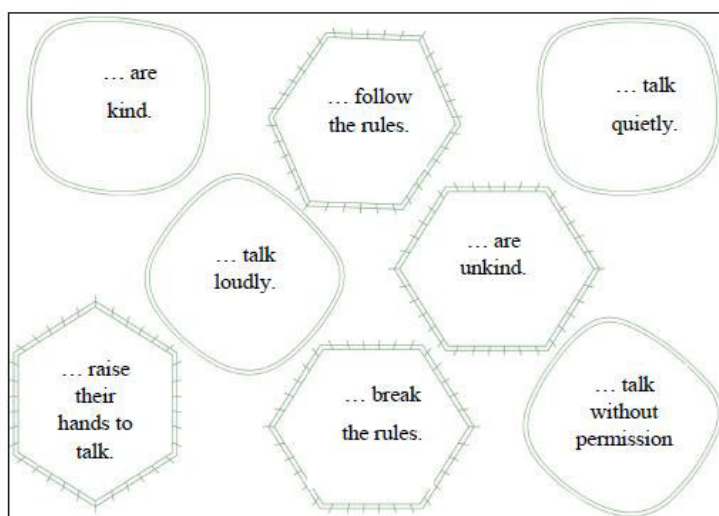 … are
kind.
… follow
the rules.
… talk
quietly.
… talk
loudly.
… are
unkind.
… raise
their
hands to
talk.
… break
the rules.
… talk
without
permission